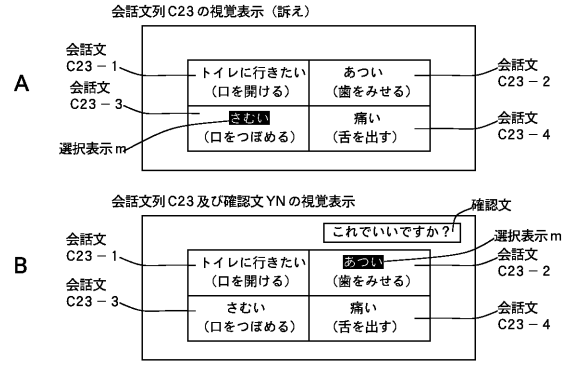 会話文列C23の視覚表示（訴え）
A
会話文
C23－1
会話文
C23－3
選択表示m
トイレに行きたい
（口を開ける）
あつい
（歯をみせる）
さむい
（口をつぼめる）
痛い
（舌を出す）
会話文
C23－2
会話文
C23－4
会話文列C23及び確認文YNの視覚表示
B
確認文
これでいいですか？
選択表示m
会話文
C23－1
会話文
C23－3
トイレに行きたい
（口を開ける）
あつい
（歯をみせる）
さむい
（口をつぼめる）
痛い
（舌を出す）
会話文
C23－2
会話文
C23－4